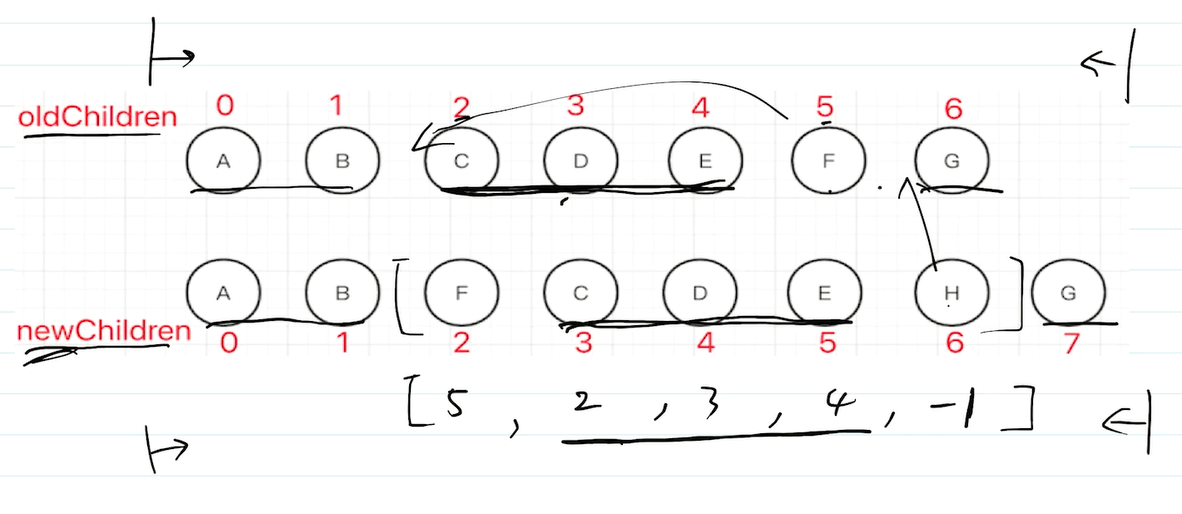 oldChildren 0 1 2 3 4 5 6
A B C D E F G
A B [ F C D E H ] G
newChildren 0 1 2 3 4 5 6 7
[ 5 , 2 , 3 , 4 , -1 ]